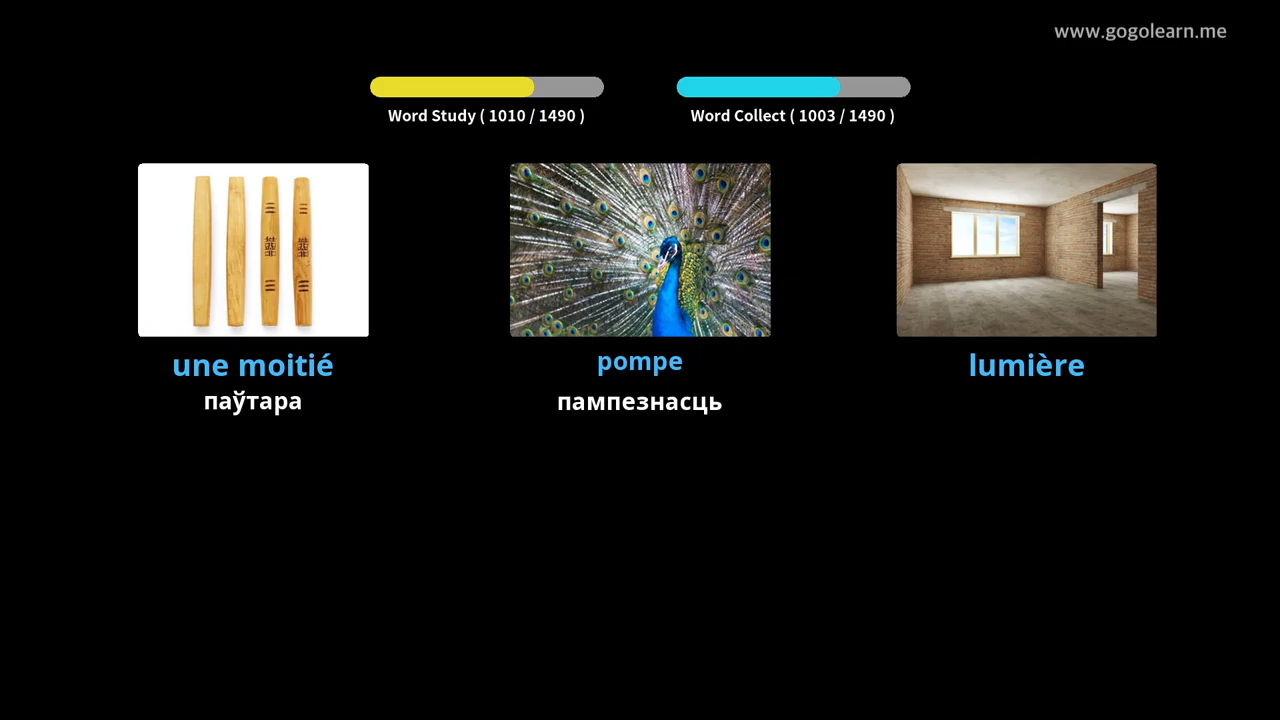 www.gogolearn.me
Word Study ( 1010 / 1490 )
Word Collect ( 1003 / 1490 )
une moitié
паўтара
pompe
пампезнасць
lumière